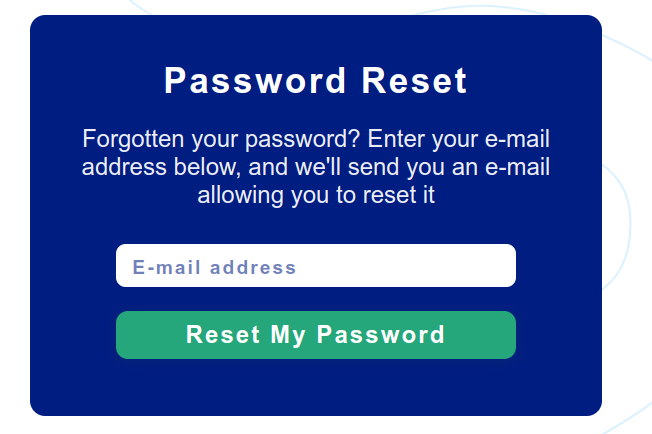 Password Reset
Forgotten your password? Enter your e-mail
address below, and we'll send you an e-mail
allowing you to reset it
E-mail address
Reset My Password